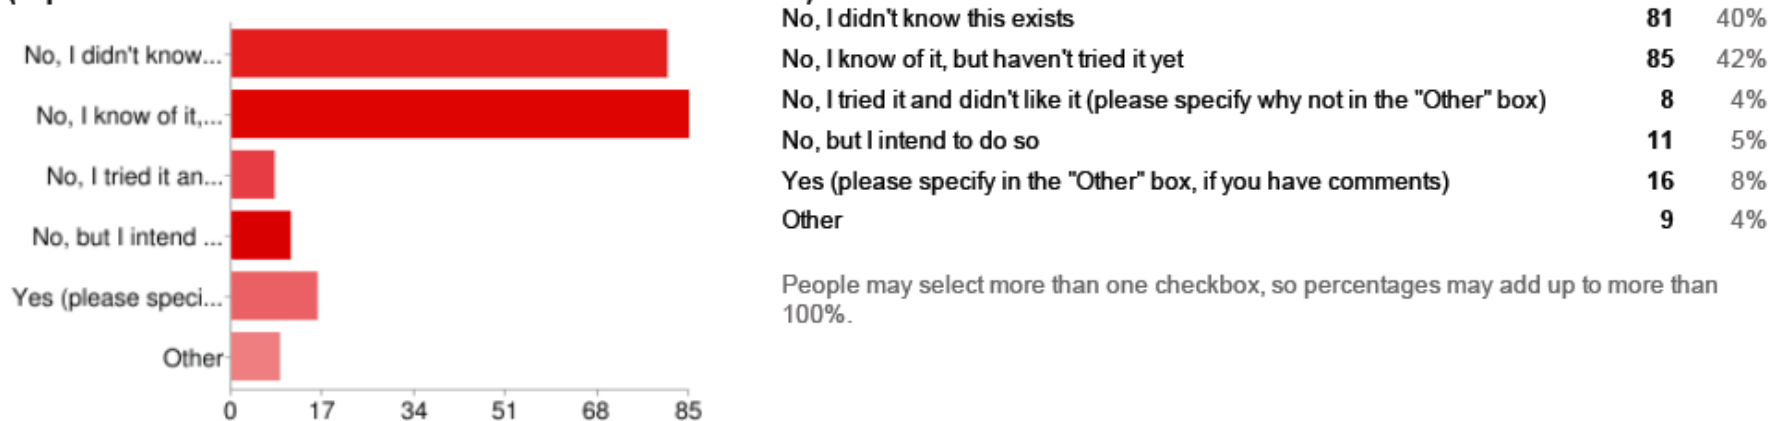 No, I didn't know...
No, I know of it,...
No, I tried it an...
No, but I intend ...
Yes (please speci...
Other
0 17 34 51 68 85
No, I didn't know this exists 81 40%
No, I know of it, but haven't tried it yet 85 42%
No, I tried it and didn't like it (please specify why not in the "Other" box) 8 4%
No, but I intend to do so 11 5%
Yes (please specify in the "Other" box, if you have comments) 16 8%
Other 9 4%
People may select more than one checkbox, so percentages may add up to more than
100%.